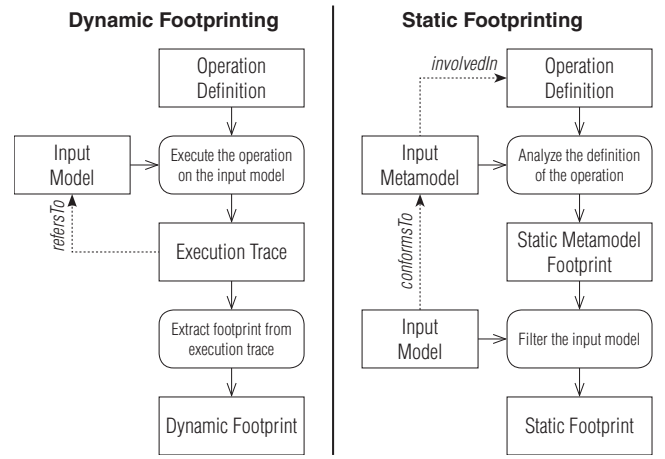 Dynamic Footprinting
Operation
Definition
Input
Model
Execute the operation
on the input model
refersTo
Execution Trace
Extract footprint from
execution trace
Dynamic Footprint
Static Footprinting
involvedIn
Operation
Definition
Input
Metamodel
Analyze the definition
of the operation
conformsTo
Static Metamodel
Footprint
Input
Model
Filter the input model
Static Footprint